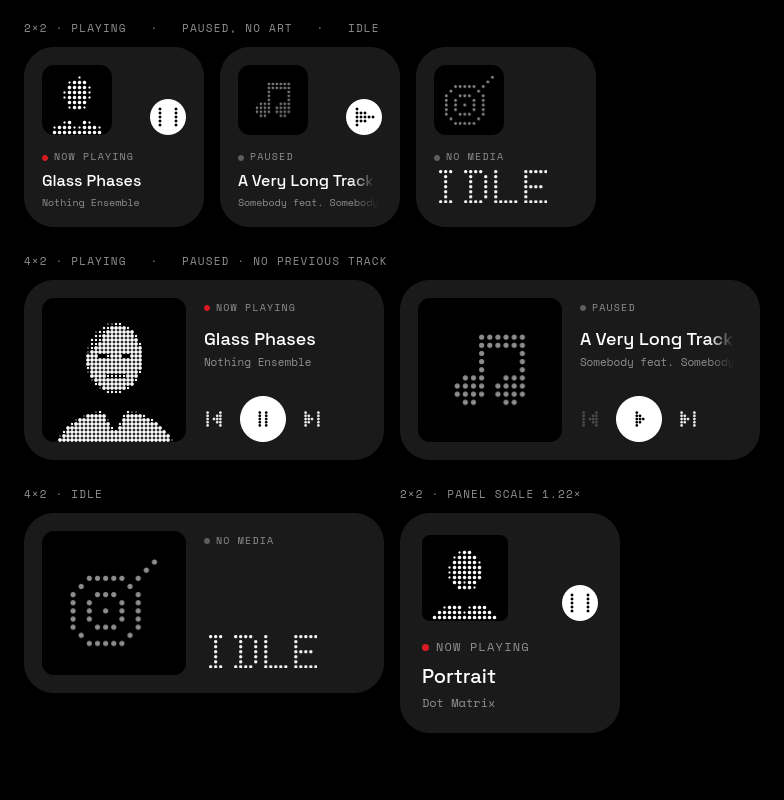 2×2 · PLAYING · PAUSED, NO ART · IDLE
NOW PLAYING
Glass Phases
Nothing Ensemble
PAUSED
A Very Long Track
Somebody feat. Somebody
NO MEDIA
IDLE
4×2 · PLAYING · PAUSED · NO PREVIOUS TRACK
NOW PLAYING
Glass Phases
Nothing Ensemble
PAUSED
A Very Long Track
Somebody feat. Somebody
4×2 · IDLE
NO MEDIA
IDLE
2×2 · PANEL SCALE 1.22×
NOW PLAYING
Portrait
Dot Matrix